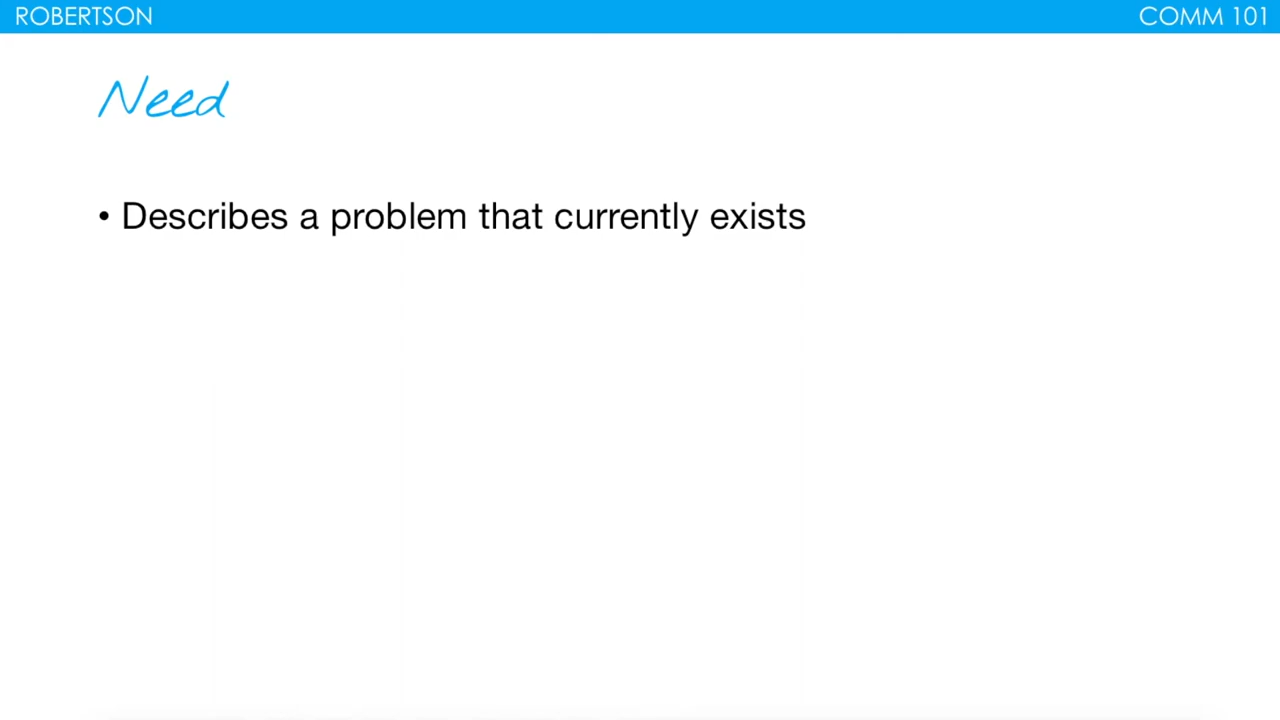 ROBERTSON COMM 101
Need
• Describes a problem that currently exists